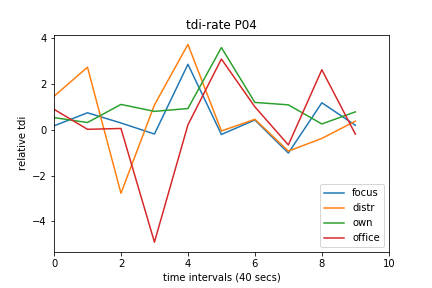 tdi-rate P04
relative tdi
4
2
0
−2
−4
focus
distr
own
office
0 2 4 6 8 10
time intervals (40 secs)